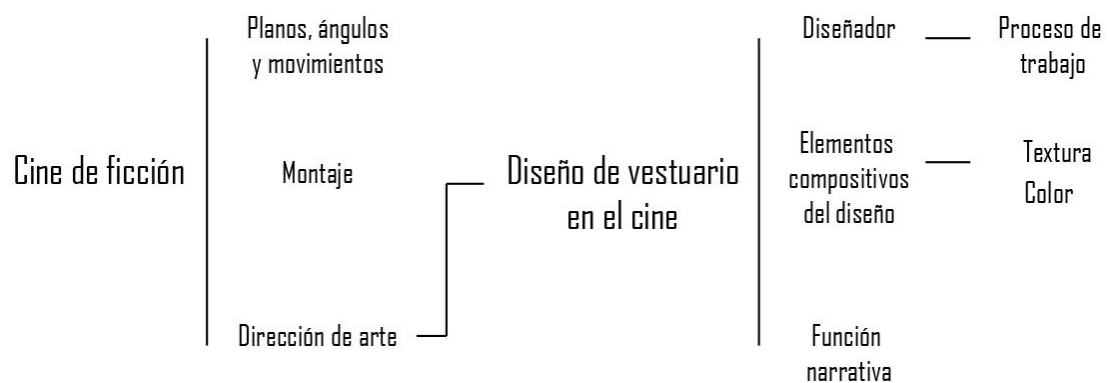 Cine de ficción
Planos, ángulos
y movimientos
Montaje
Dirección de arte
Diseño de vestuario
en el cine
Diseñador
Proceso de
trabajo
Elementos
compositivos
del diseño
Textura
Color
Función
narrativa